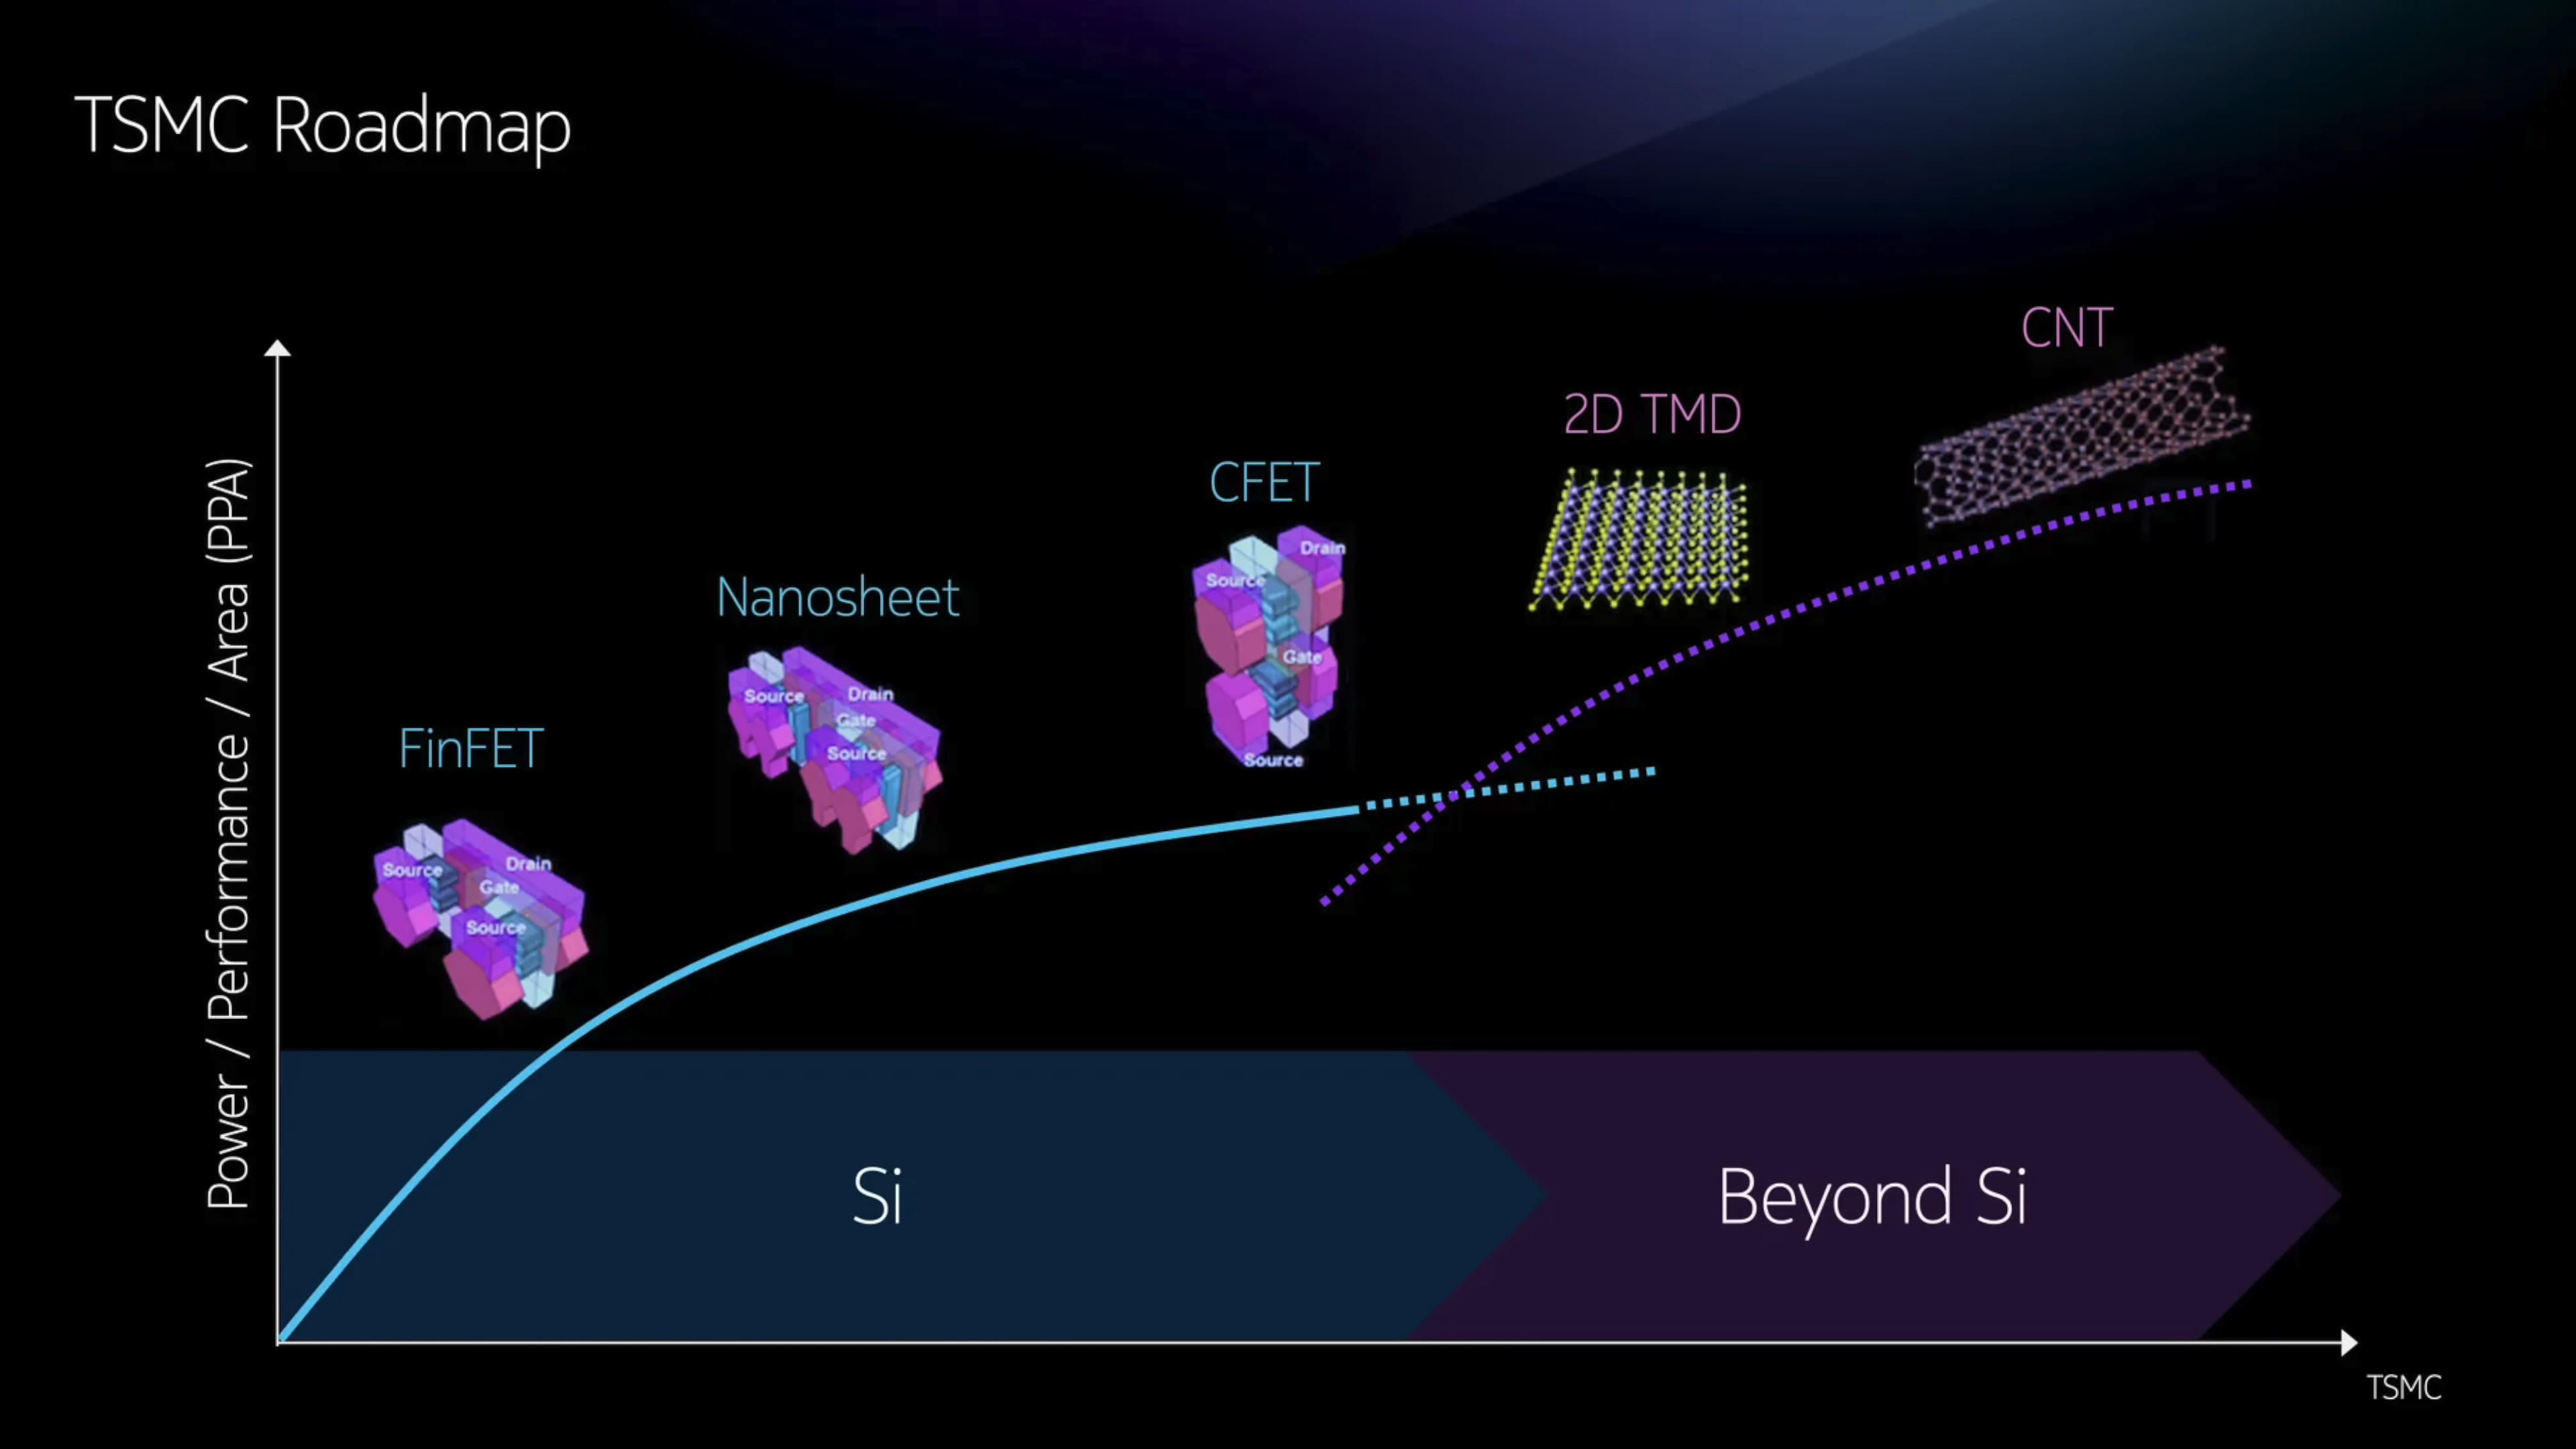 TSMC Roadmap
Power / Performance / Area (PPA)
FinFET
Source
Drain
Gate
Source
Nanosheet
Source
Drain
Gate
Source
CFET
Drain
Source
Gate
Source
2D TMD
CNT
Si
Beyond Si
TSMC